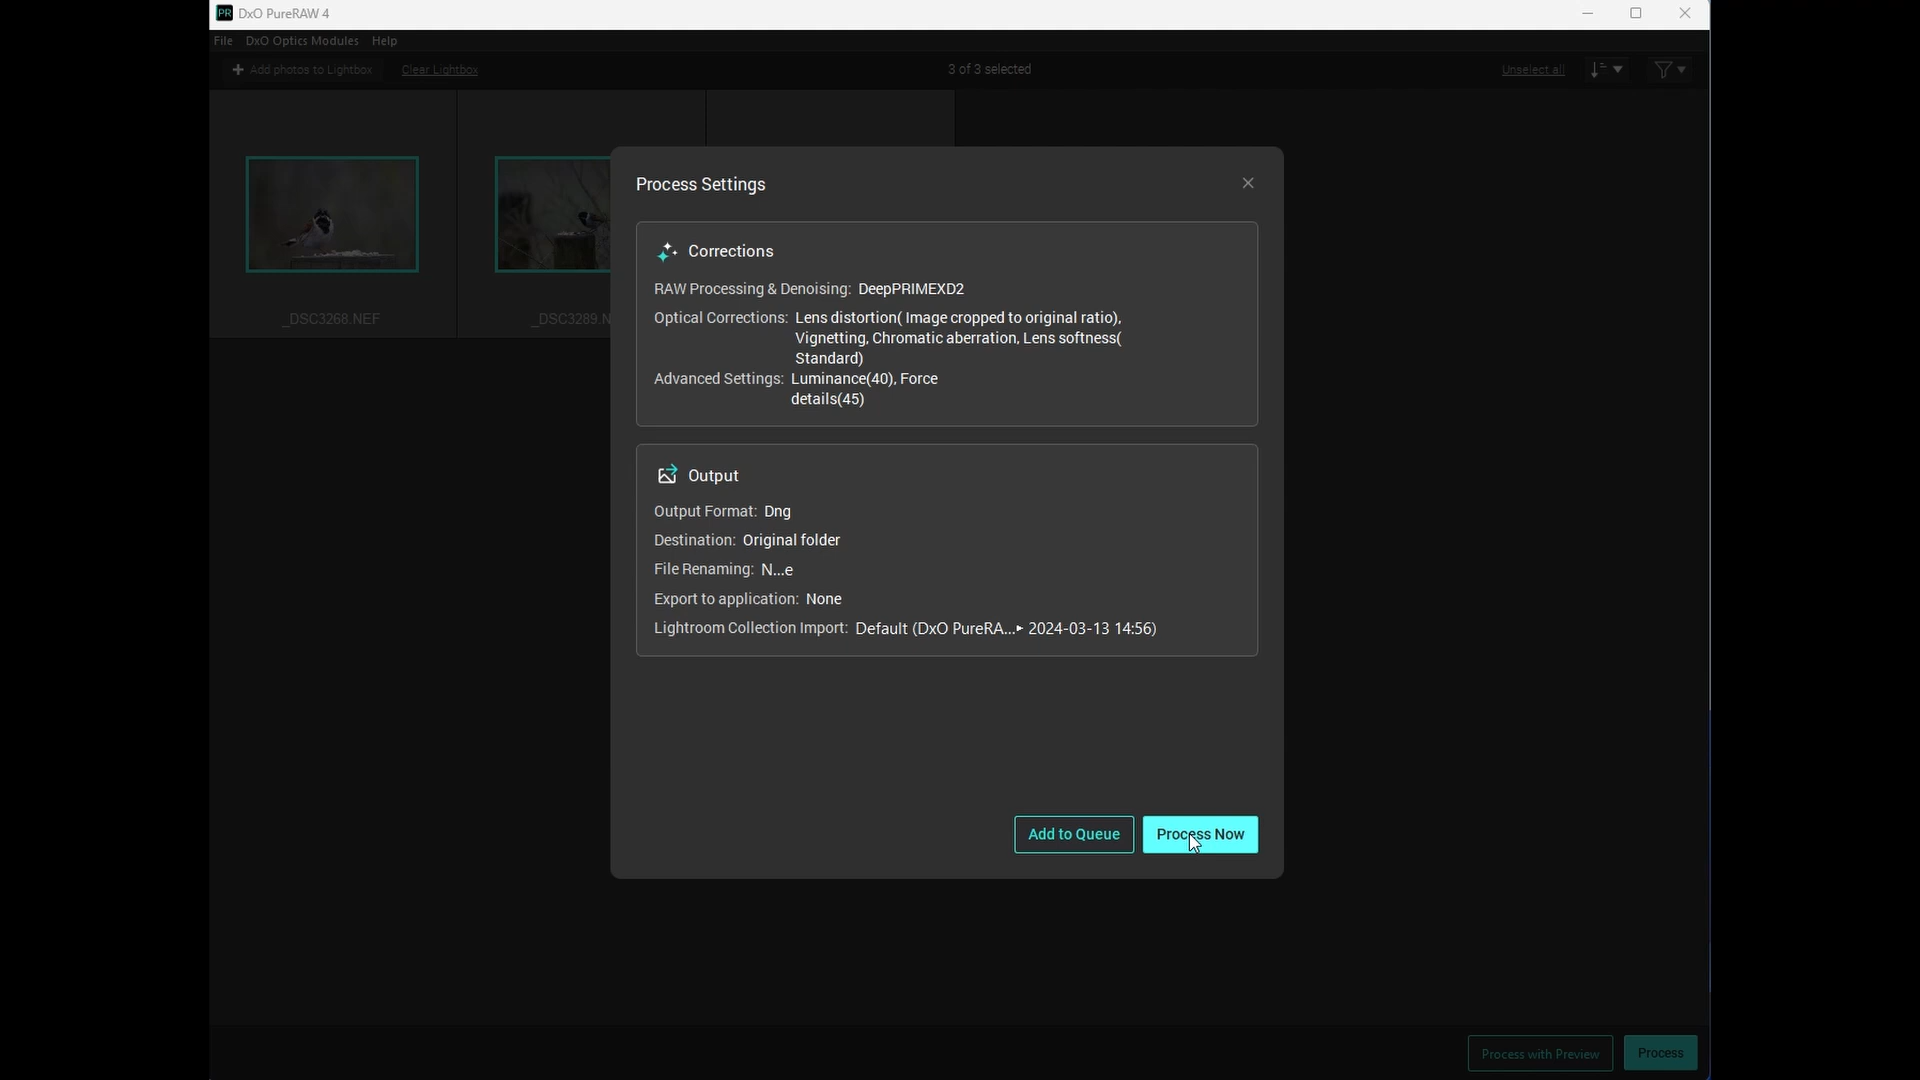 PR DxO PureRAW 4
File DxO Optics Modules Help
Add photos to Lightbox Clear Lightbox 3 of 3 selected Unselect all
Process Settings
Corrections
RAW Processing & Denoising: DeepPRIMEXD2
Optical Corrections: Lens distortion( Image cropped to original ratio),
Vignetting, Chromatic aberration, Lens softness(
Standard)
Advanced Settings: Luminance(40), Force
details(45)
_DSC3268.NEF _DSC3289.N
Output
Output Format: Dng
Destination: Original folder
File Renaming: N...e
Export to application: None
Lightroom Collection Import: Default (DxO PureRA...▸ 2024-03-13 14:56)
Add to Queue Process Now
Process with Preview Process